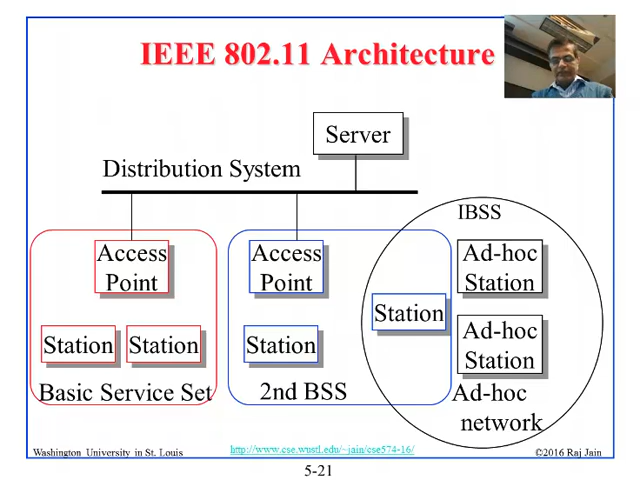 IEEE 802.11 Architecture
Server
Distribution System
IBSS
Access
Point
Access
Point
Ad-hoc
Station
Station
Station
Station
Station
Ad-hoc
Station
Basic Service Set
2nd BSS
Ad-hoc
network
Washington University in St. Louis
http://www.cse.wustl.edu/~jain/cse574-16/
©2016 Raj Jain
5-21